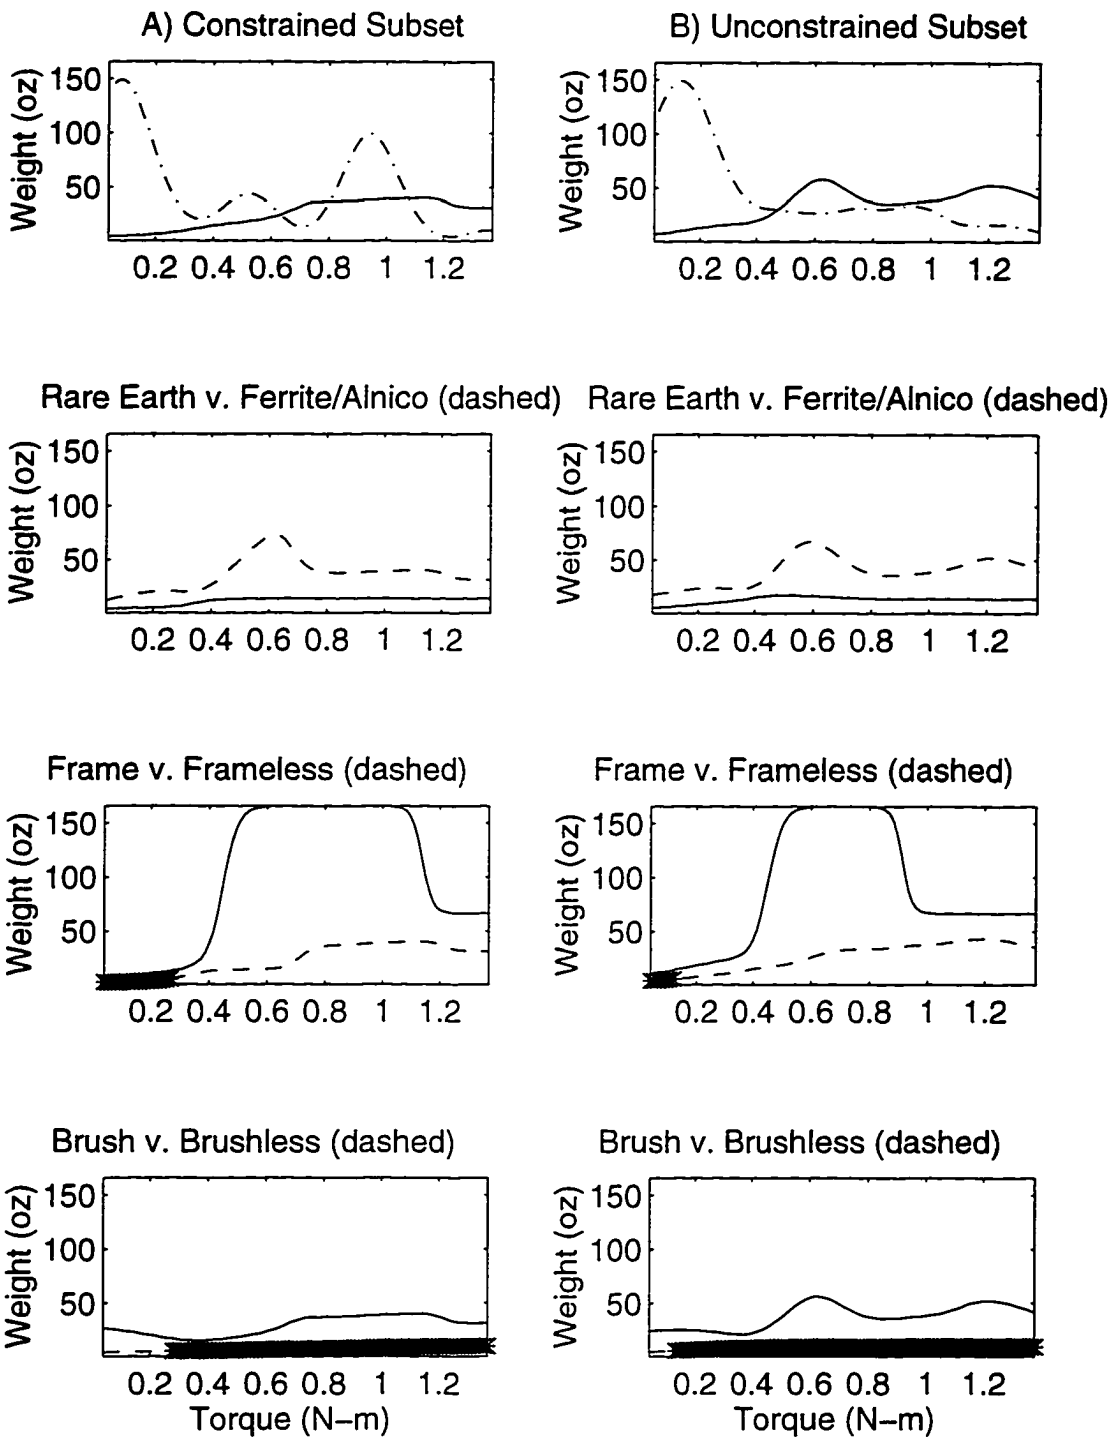 A) Constrained Subset
B) Unconstrained Subset
Weight (oz)
150
100
50
0.2 0.4 0.6 0.8 1 1.2
Weight (oz)
150
100
50
0.2 0.4 0.6 0.8 1 1.2
Rare Earth v. Ferrite/Alnico (dashed)
Rare Earth v. Ferrite/Alnico (dashed)
Weight (oz)
150
100
50
0.2 0.4 0.6 0.8 1 1.2
Weight (oz)
150
100
50
0.2 0.4 0.6 0.8 1 1.2
Frame v. Frameless (dashed)
Frame v. Frameless (dashed)
Weight (oz)
150
100
50
0.2 0.4 0.6 0.8 1 1.2
Weight (oz)
150
100
50
0.2 0.4 0.6 0.8 1 1.2
Brush v. Brushless (dashed)
Brush v. Brushless (dashed)
Weight (oz)
150
100
50
0.2 0.4 0.6 0.8 1 1.2
Torque (N–m)
Weight (oz)
150
100
50
0.2 0.4 0.6 0.8 1 1.2
Torque (N–m)